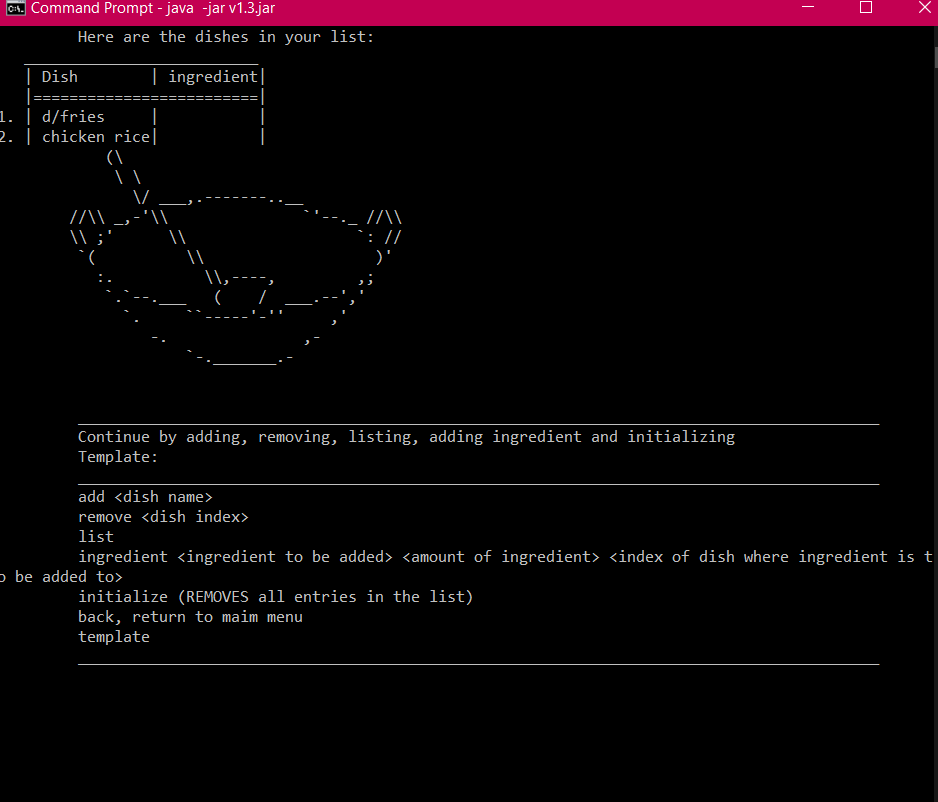 Command Prompt - java  -jar v1.3.jar
Here are the dishes in your list:
| Dish | ingredient|
|=========================|
1. | d/fries | |
2. | chicken rice| |
Continue by adding, removing, listing, adding ingredient and initializing
Template:
add <dish name>
remove <dish index>
list
ingredient <ingredient to be added> <amount of ingredient> <index of dish where ingredient is t
o be added to>
initialize (REMOVES all entries in the list)
back, return to maim menu
template